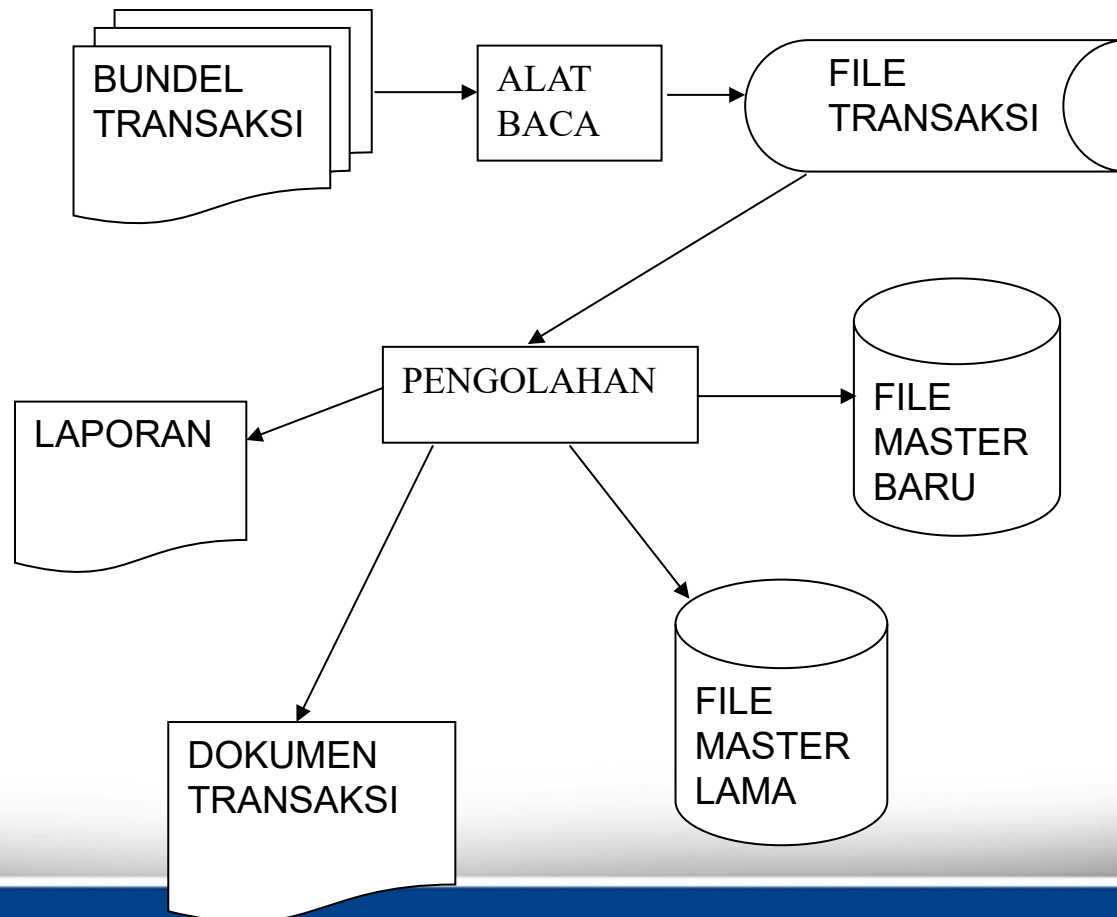 BUNDEL
TRANSAKSI
ALAT
BACA
FILE
TRANSAKSI
PENGOLAHAN
LAPORAN
FILE
MASTER
BARU
FILE
MASTER
LAMA
DOKUMEN
TRANSAKSI